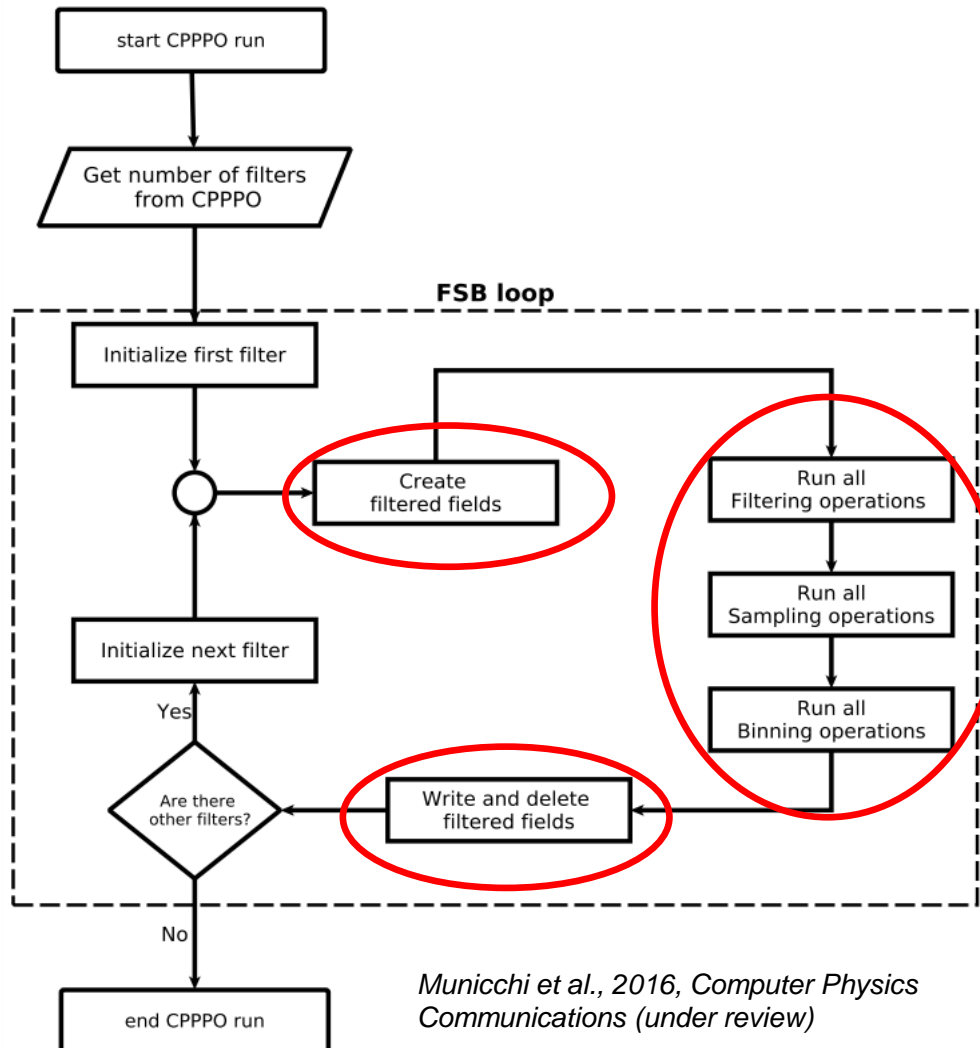 start CPPPO run
Get number of filters
from CPPPO
FSB loop
Initialize first filter
Create
filtered fields
Run all
Filtering operations
Run all
Sampling operations
Initialize next filter
Run all
Binning operations
Yes
Write and delete
filtered fields
Are there
other filters?
No
Municchi et al., 2016, Computer Physics
Communications (under review)
end CPPPO run